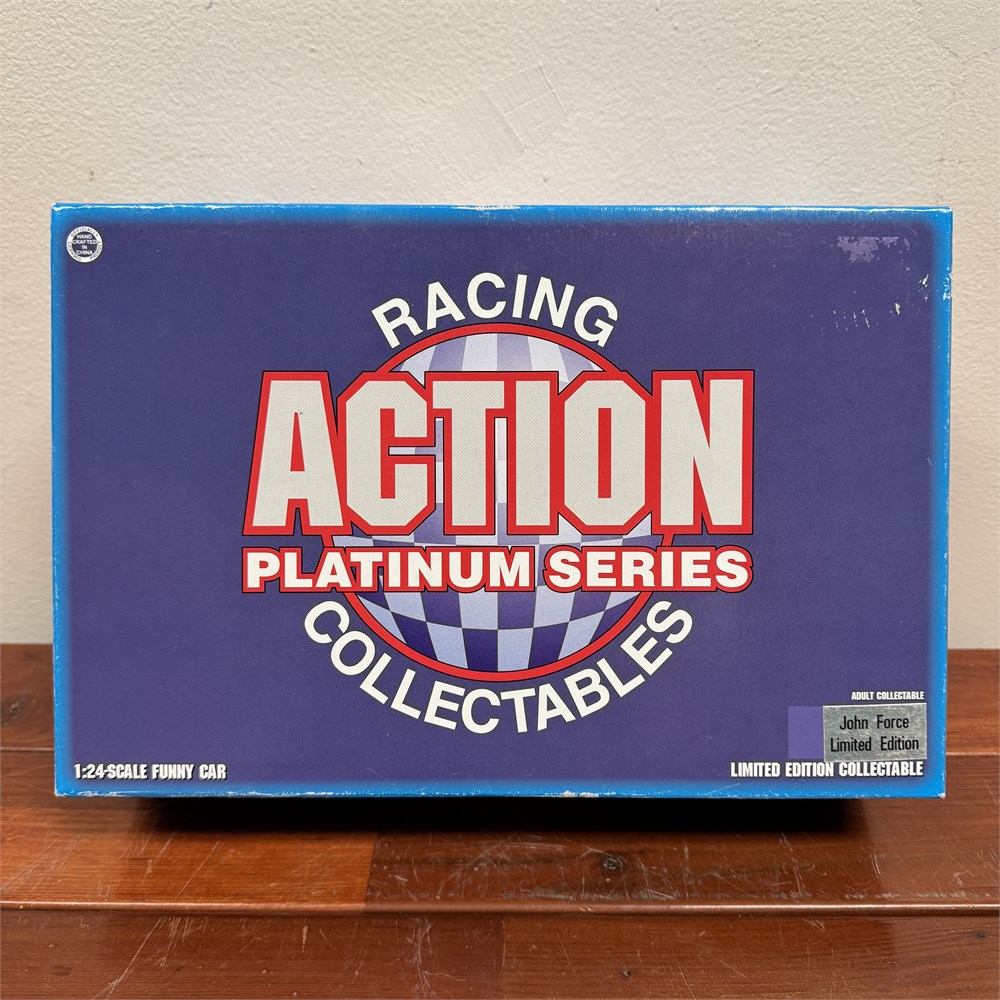 HAND
CRAFTED
IN
CHINA
RACING
ACTION
PLATINUM SERIES
COLLECTABLES
ADULT COLLECTABLE
John Force
Limited Edition
1:24-SCALE FUNNY CAR
LIMITED EDITION COLLECTABLE